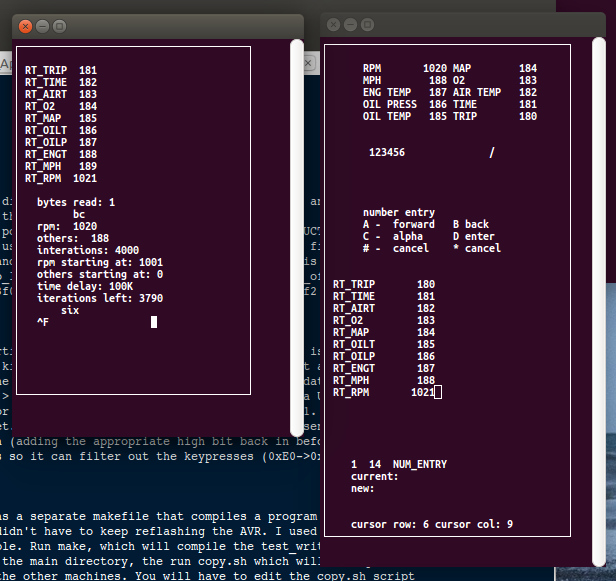 RT_TRIP 181
RT_TIME 182
RT_AIRT 183
RT_O2 184
RT_MAP 185
RT_OILT 186
RT_OILP 187
RT_ENGT 188
RT_MPH 189
RT_RPM 1021
bytes read: 1
bc
rpm: 1020
others: 188
interations: 4000
rpm starting at: 1001
others starting at: 0
time delay: 100K
iterations left: 3790
six
^F
RPM 1020 MAP 184
MPH 188 O2 183
ENG TEMP 187 AIR TEMP 182
OIL PRESS 186 TIME 181
OIL TEMP 185 TRIP 180
123456 /
number entry
A - forward B back
C - alpha D enter
# - cancel * cancel
RT_TRIP 180
RT_TIME 181
RT_AIRT 182
RT_O2 183
RT_MAP 184
RT_OILT 185
RT_OILP 186
RT_ENGT 187
RT_MPH 188
RT_RPM 1021
1 14 NUM_ENTRY
current:
new:
cursor row: 6 cursor col: 9
(adding the appropriate high bit back in
s so it can filter out the keypresses (0xE0->
as a separate makefile that compiles a program
didn't have to keep reflashing the AVR. I used
ple. Run make, which will compile the
the main directory, the run copy.sh which will
the other machines. You will have to edit the copy.sh script